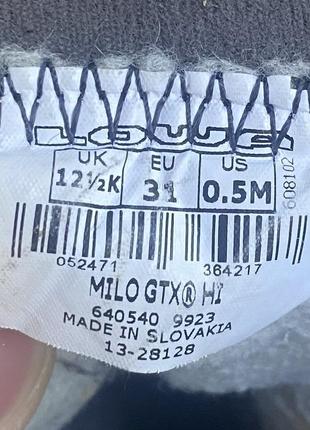 LOWA
UK EU US
12½K 31 0.5M
608102
052471 364217
MILO GTX® HI
640540 9923
MADE IN SLOVAKIA
13-28128